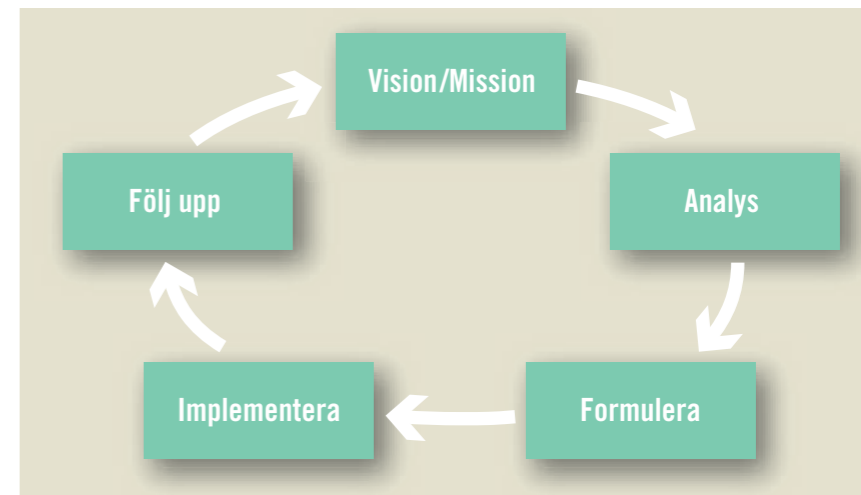 Vision/Mission
Följ upp
Analys
Implementera
Formulera